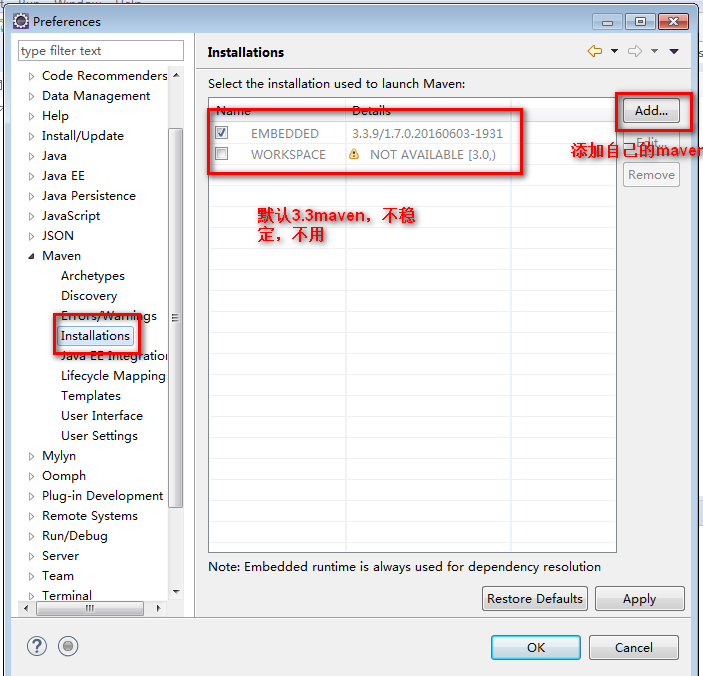 Preferences
type filter text
Installations
Code Recommenders
Data Management
Help
Install/Update
Java
Java EE
Java Persistence
JavaScript
JSON
Maven
Archetypes
Discovery
Errors/Warnings
Installations
Java EE Integration
Lifecycle Mapping
Templates
User Interface
User Settings
Mylyn
Oomph
Plug-in Development
Remote Systems
Run/Debug
Server
Team
Terminal
Select the installation used to launch Maven:
Name Details
EMBEDDED 3.3.9/1.7.0.20160603-1931
WORKSPACE NOT AVAILABLE [3.0,)
默认3.3maven，不稳
定，不用
Add...
Edit...
添加自己的maven
Remove
Note: Embedded runtime is always used for dependency resolution
Restore Defaults Apply
OK Cancel